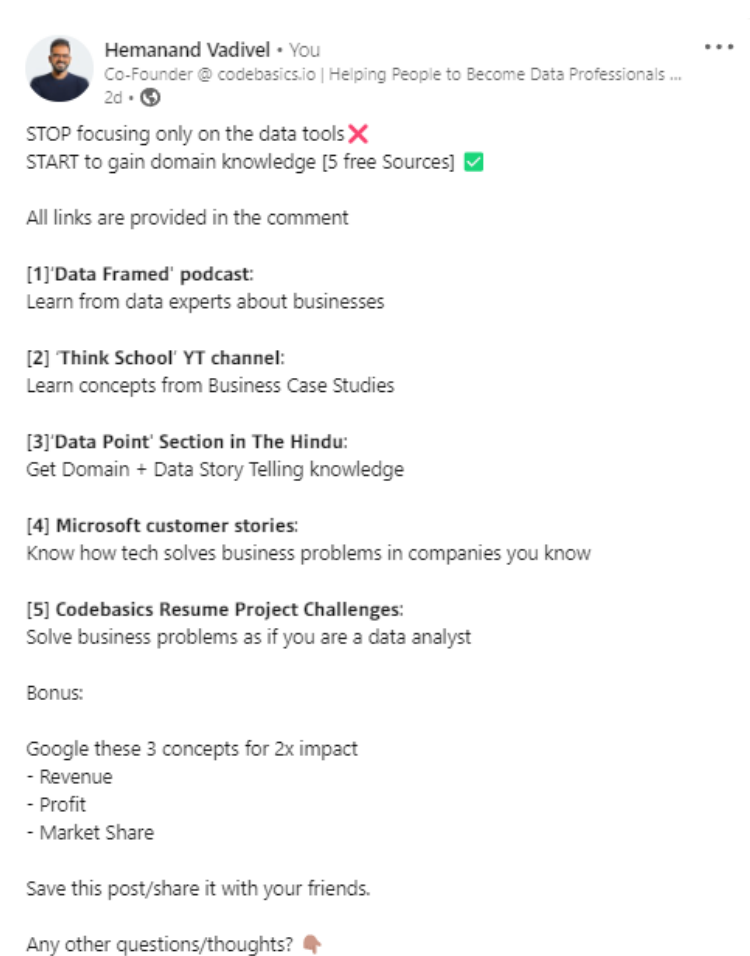 Hemanand Vadivel • You
Co-Founder @ codebasics.io | Helping People to Become Data Professionals ...
2d •
STOP focusing only on the data tools❌
START to gain domain knowledge [5 free Sources] ✅
All links are provided in the comment
[1]'Data Framed' podcast:
Learn from data experts about businesses
[2] 'Think School' YT channel:
Learn concepts from Business Case Studies
[3]'Data Point' Section in The Hindu:
Get Domain + Data Story Telling knowledge
[4] Microsoft customer stories:
Know how tech solves business problems in companies you know
[5] Codebasics Resume Project Challenges:
Solve business problems as if you are a data analyst
Bonus:
Google these 3 concepts for 2x impact
- Revenue
- Profit
- Market Share
Save this post/share it with your friends.
Any other questions/thoughts? 👇🏽